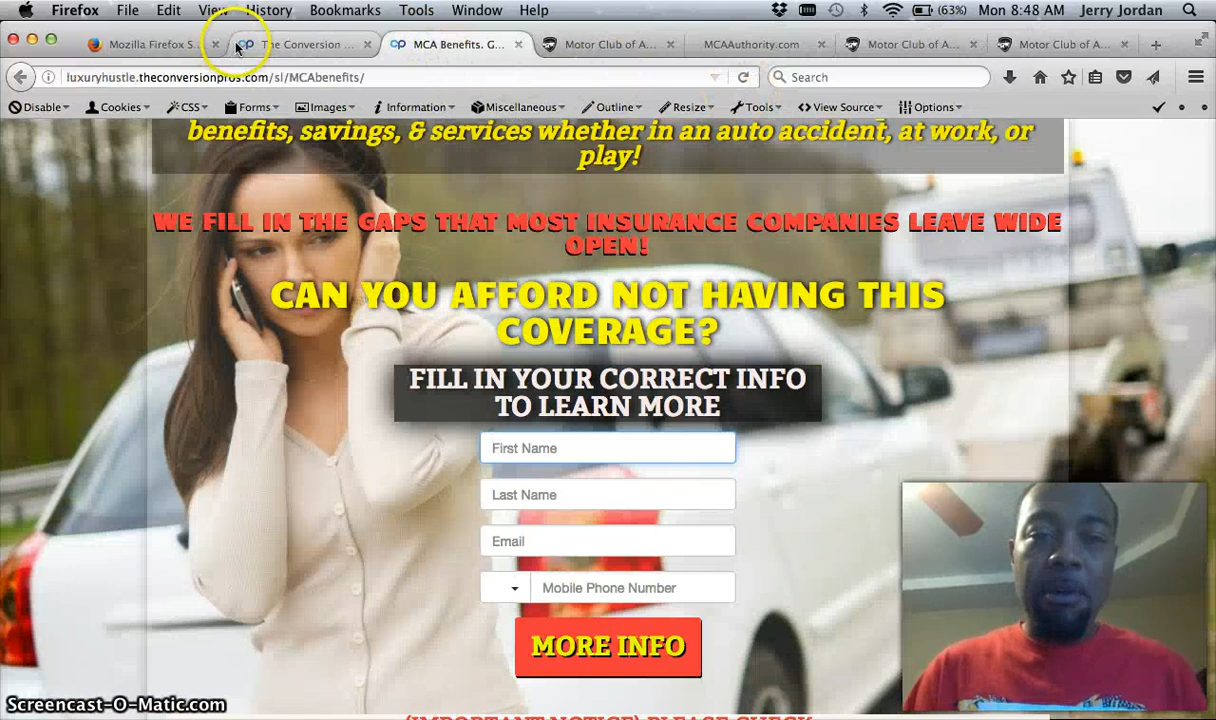 Firefox File Edit View History Bookmarks Tools Window Help (63%) Mon 8:48 AM Jerry Jordan
Mozilla Firefox S... The Conversion ... MCA Benefits. G... Motor Club of A... MCAAuthority.com Motor Club of A... Motor Club of A...
luxuryhustle.theconversionpros.com/sl/MCAbenefits/ Search
Disable Cookies CSS Forms Images Information Miscellaneous Outline Resize Tools View Source Options
benefits, savings, & services whether in an auto accident, at work, or
play!
WE FILL IN THE GAPS THAT MOST INSURANCE COMPANIES LEAVE WIDE
OPEN!
CAN YOU AFFORD NOT HAVING THIS
COVERAGE?
FILL IN YOUR CORRECT INFO
TO LEARN MORE
First Name
Last Name
Email
Mobile Phone Number
MORE INFO
(IMPORTANT NOTICE) PLEASE CHECK
Screencast-O-Matic.com